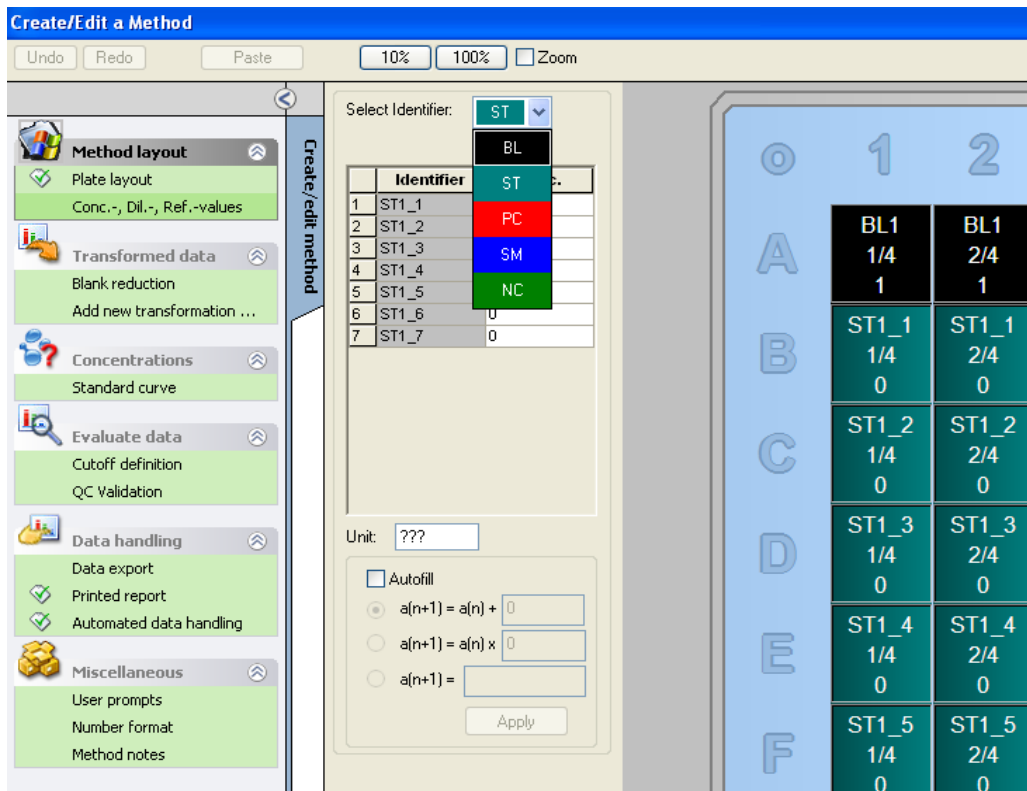 Create/Edit a Method
Undo Redo Paste 10% 100% Zoom
Method layout
Plate layout
Conc.-, Dil.-, Ref.-values
Transformed data
Blank reduction
Add new transformation ...
Concentrations
Standard curve
Evaluate data
Cutoff definition
QC Validation
Data handling
Data export
Printed report
Automated data handling
Miscellaneous
User prompts
Number format
Method notes
Create/edit method
Select Identifier: ST
BL
ST
PC
SM
NC
Identifier
1 ST1_1
2 ST1_2
3 ST1_3
4 ST1_4
5 ST1_5
6 ST1_6 0
7 ST1_7 0
Unit: ???
Autofill
a(n+1) = a(n) + 0
a(n+1) = a(n) x 0
a(n+1) =
Apply
1 2
A
BL1 BL1
1/4 2/4
1 1
B
ST1_1 ST1_1
1/4 2/4
0 0
C
ST1_2 ST1_2
1/4 2/4
0 0
D
ST1_3 ST1_3
1/4 2/4
0 0
E
ST1_4 ST1_4
1/4 2/4
0 0
F
ST1_5 ST1_5
1/4 2/4
0 0